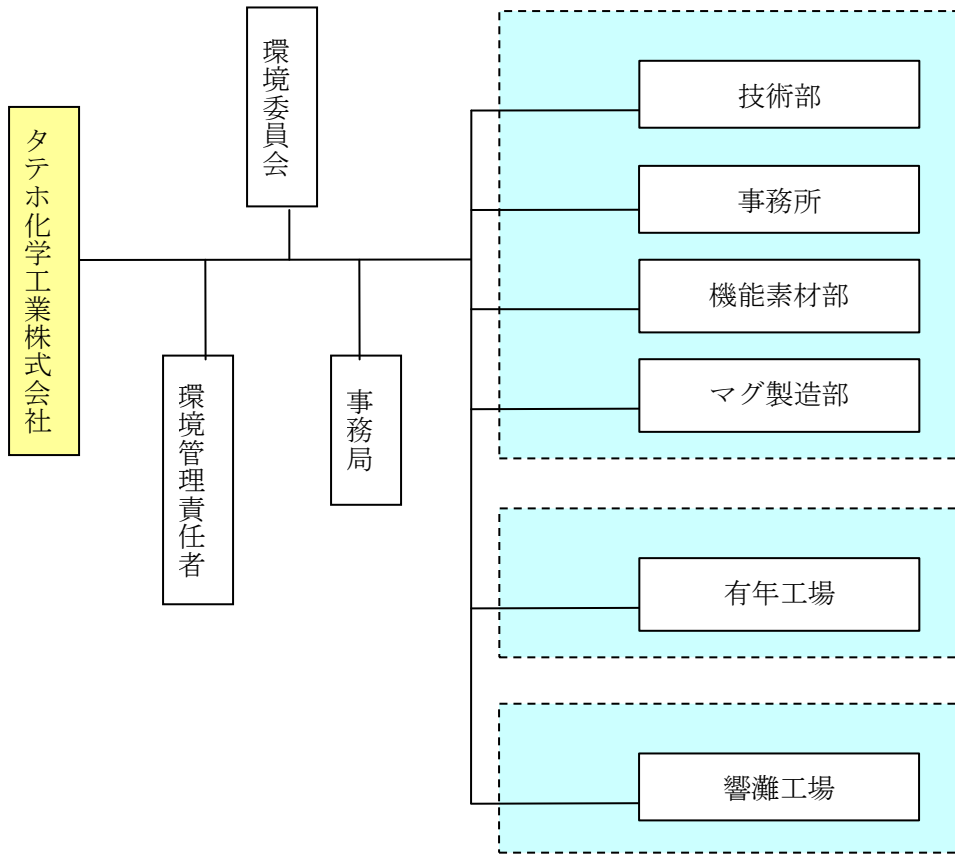 タテホ化学工業株式会社
環境委員会
環境管理責任者
事務局
技術部
事務所
機能素材部
マグ製造部
有年工場
響灘工場